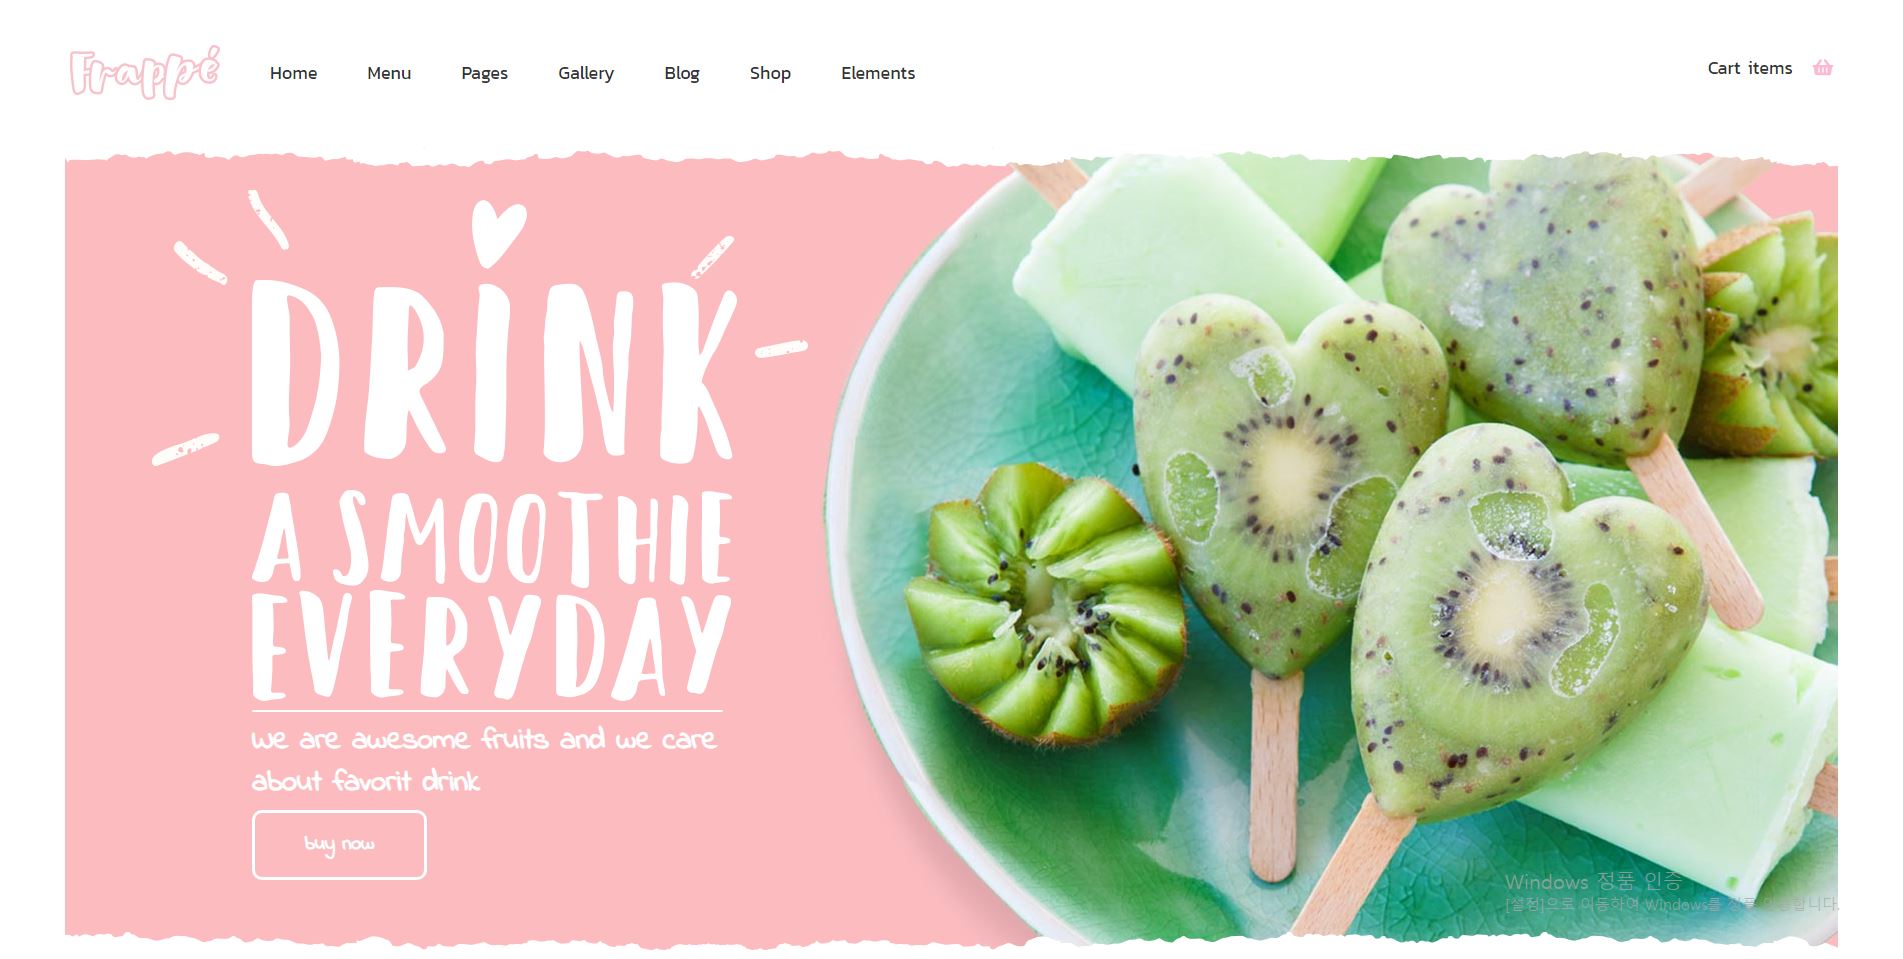 Frappé
Home Menu Pages Gallery Blog Shop Elements
Cart items
DRINK
A SMOOTHIE
EVERYDAY
we are awesome fruits and we care
about favorit drink
buy now
Windows 정품 인증
[설정]으로 이동하여 Windows를 정품 인증합니다.